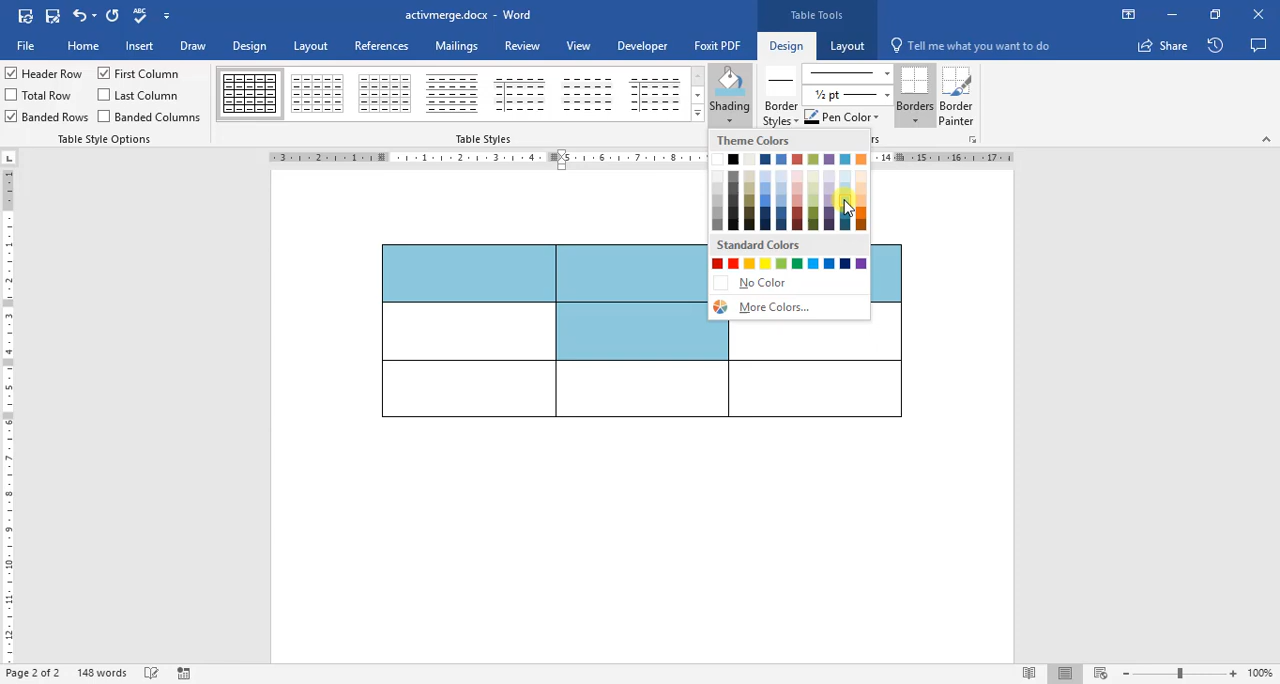 activmerge.docx - Word
Table Tools
File Home Insert Draw Design Layout References Mailings Review View Developer Foxit PDF Design Layout Tell me what you want to do Share
Header Row First Column
Total Row Last Column
Banded Rows Banded Columns
Table Style Options
Table Styles
Shading
Border
Styles
½ pt
Pen Color
Borders
Border
Painter
Theme Colors
Standard Colors
No Color
More Colors...
Page 2 of 2 148 words 100%